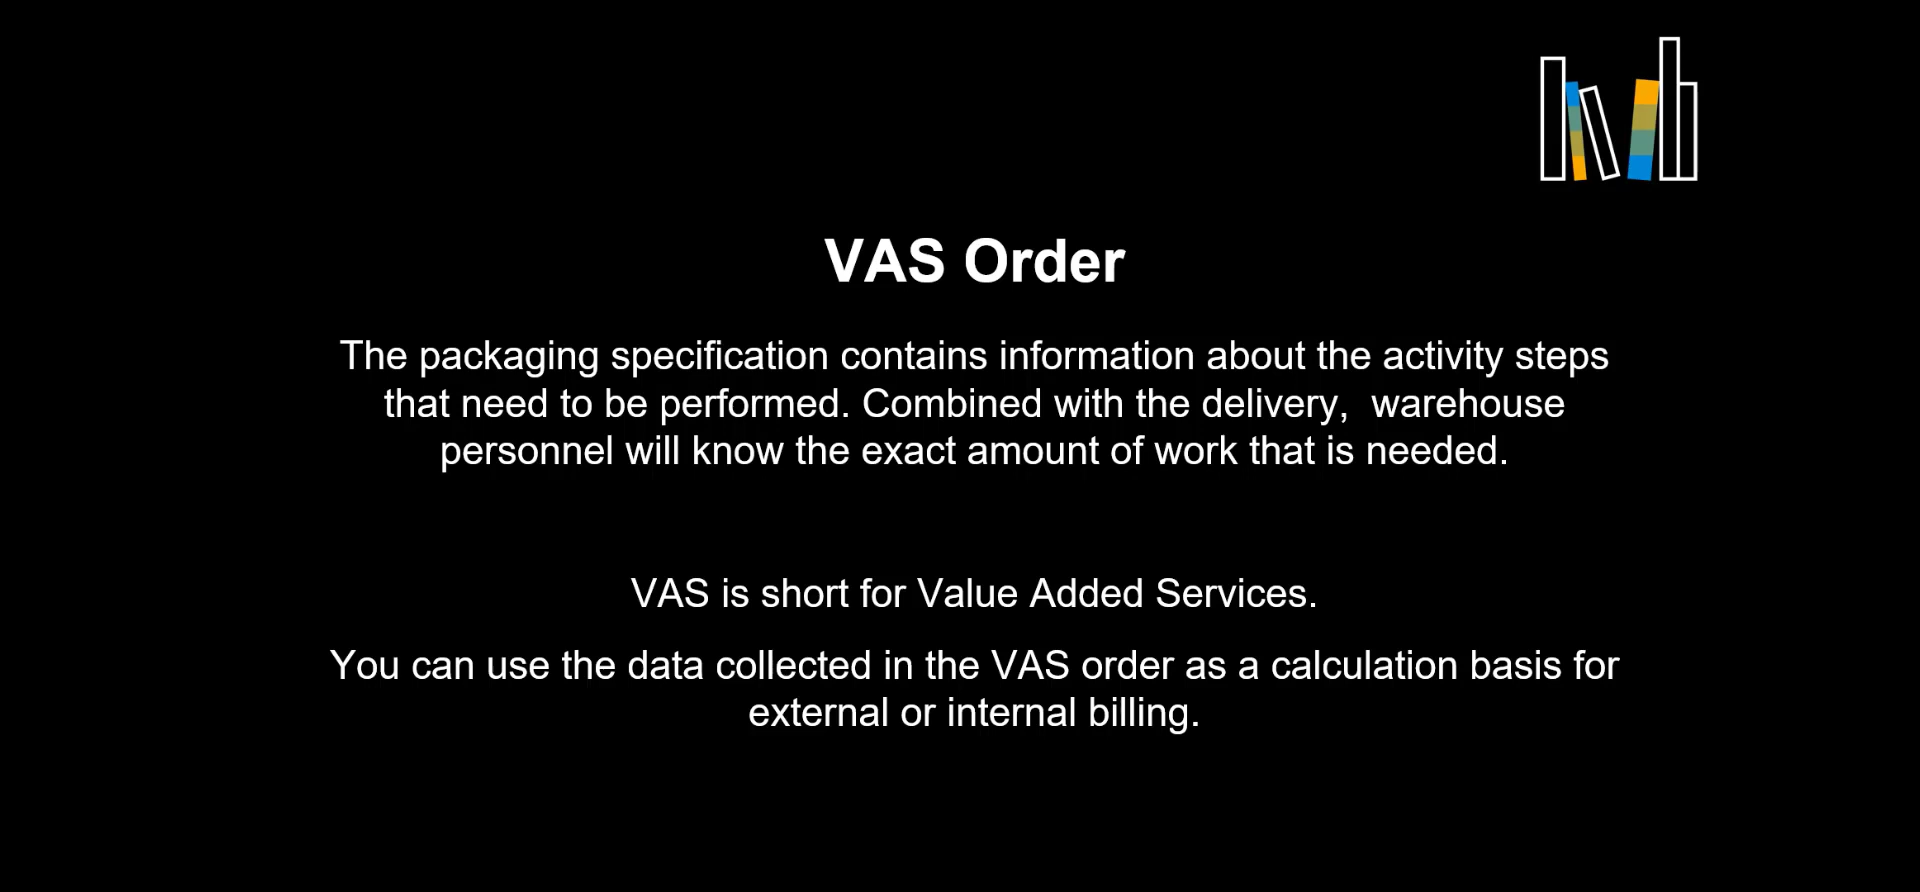 VAS Order
The packaging specification contains information about the activity steps
that need to be performed. Combined with the delivery,  warehouse
personnel will know the exact amount of work that is needed.
VAS is short for Value Added Services.
You can use the data collected in the VAS order as a calculation basis for
external or internal billing.